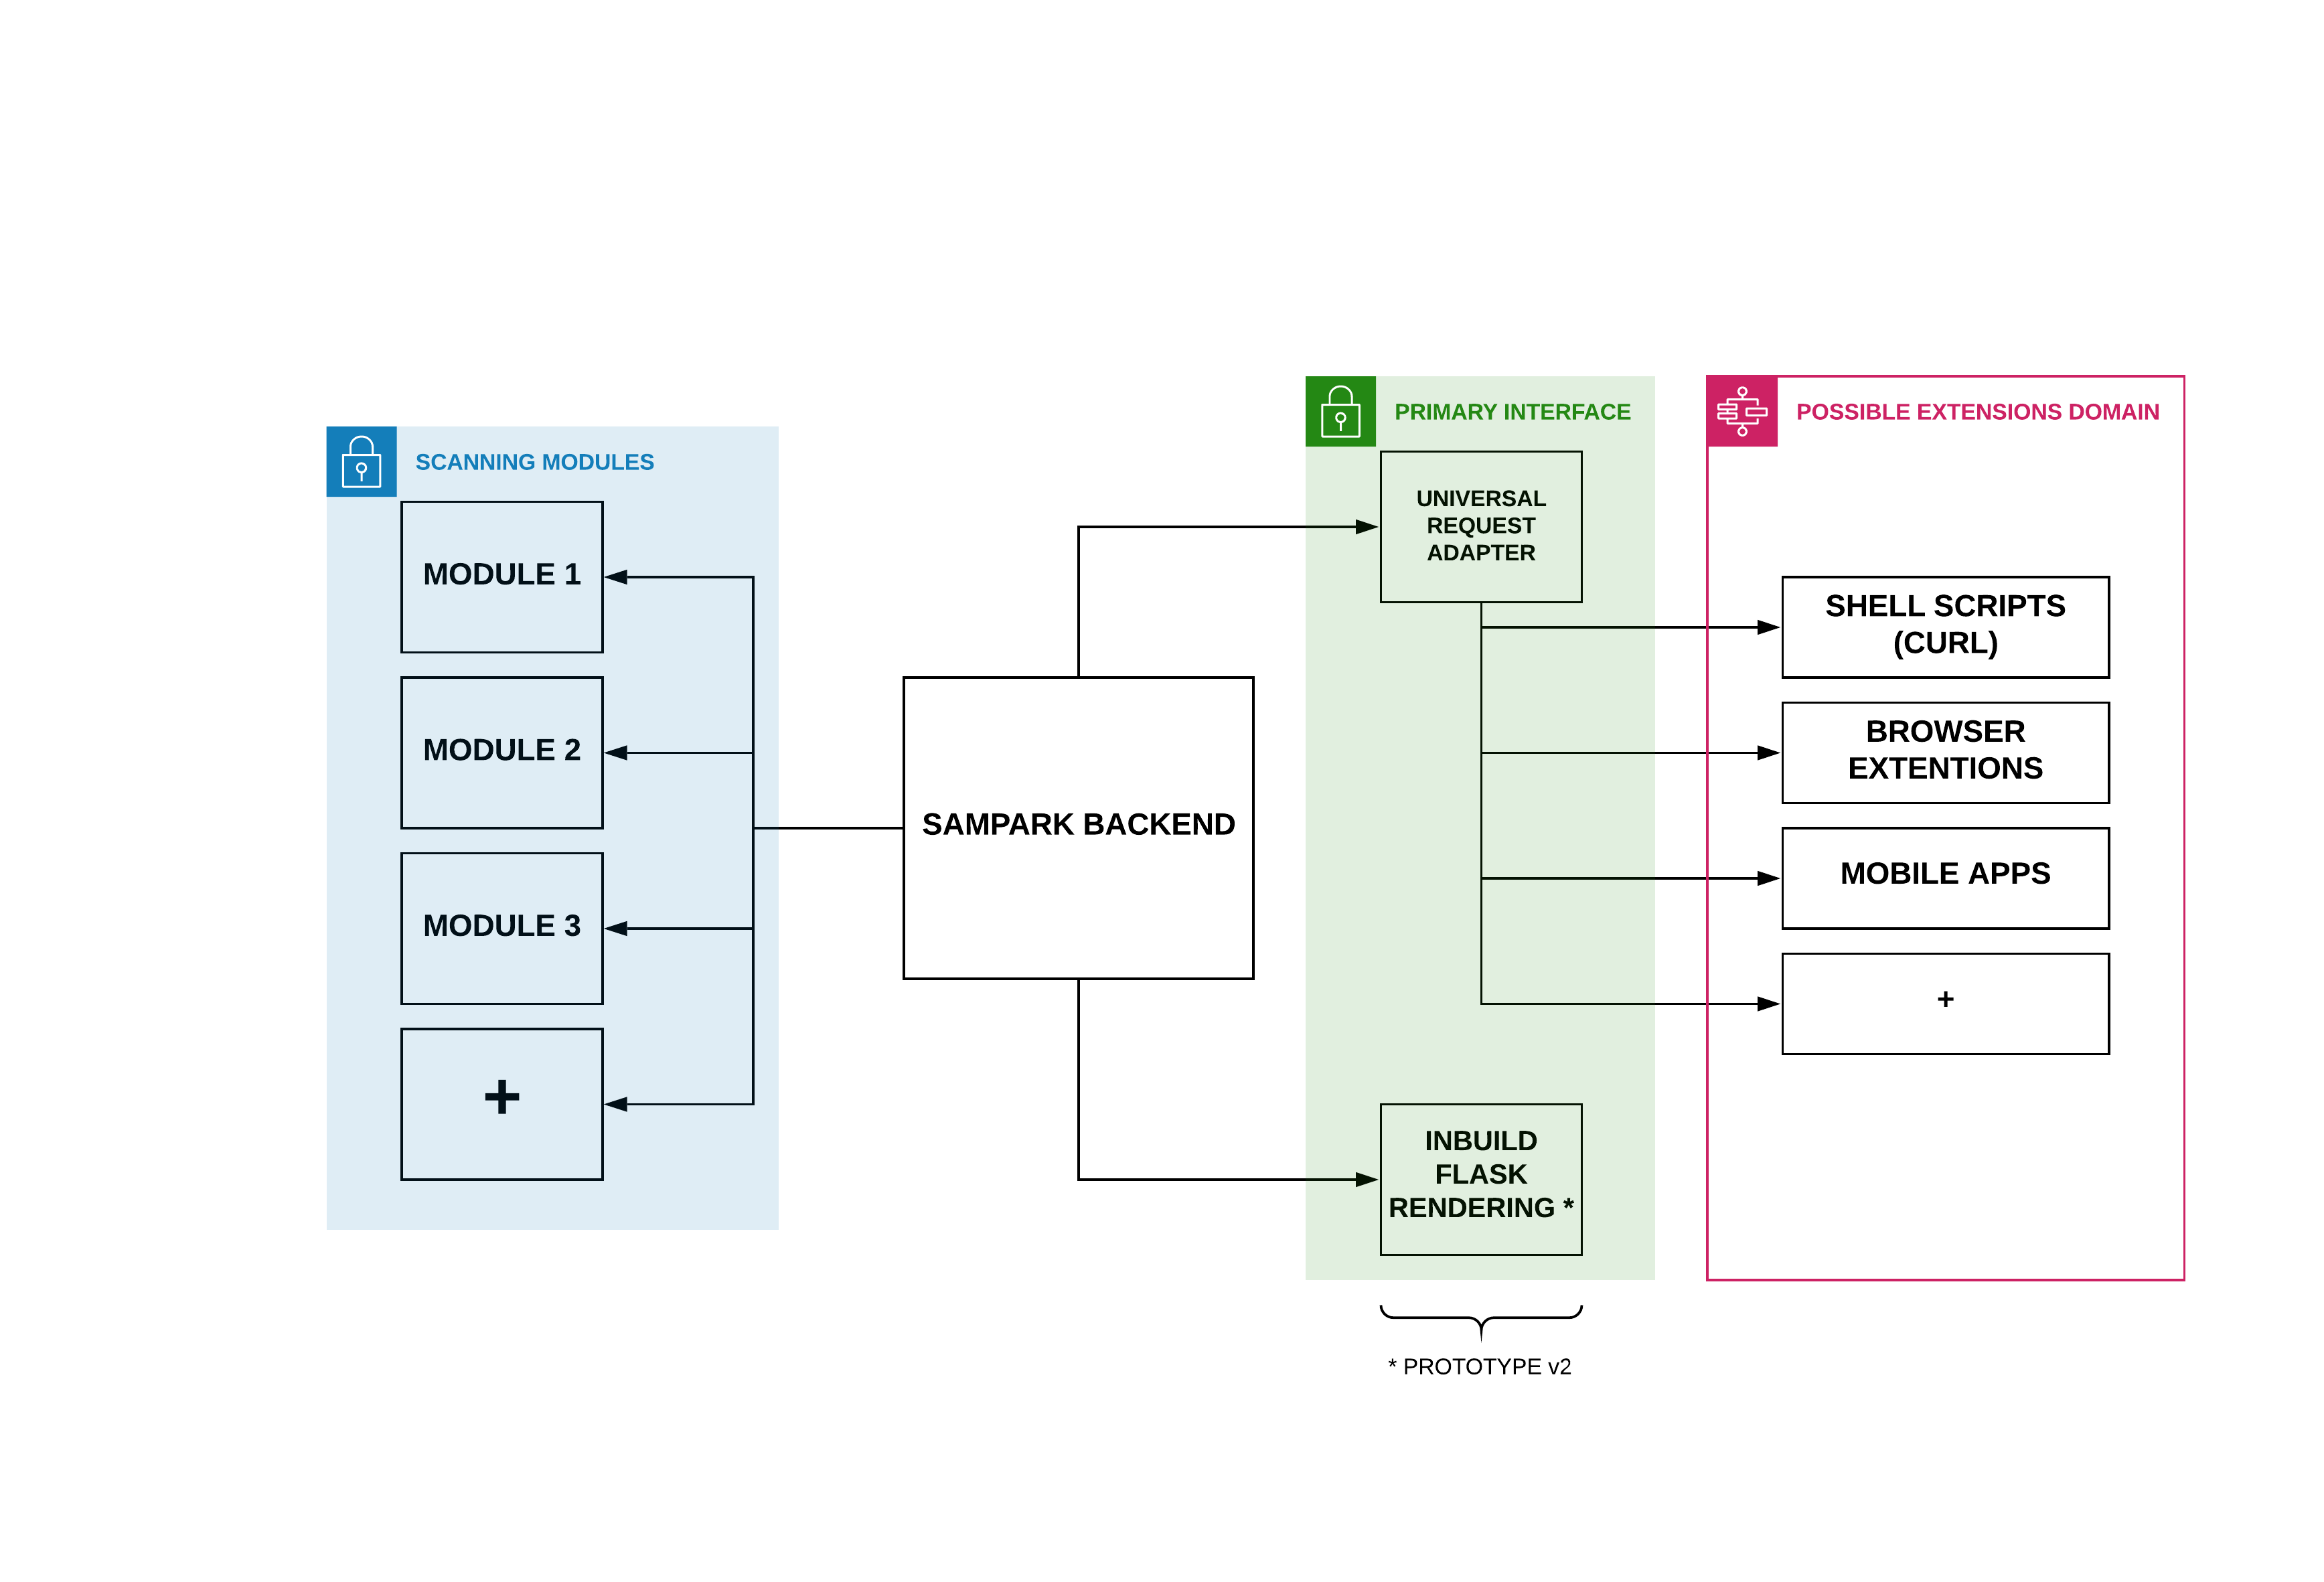 SCANNING MODULES
MODULE 1
MODULE 2
MODULE 3
+
SAMPARK BACKEND
PRIMARY INTERFACE
UNIVERSAL
REQUEST
ADAPTER
INBUILD
FLASK
RENDERING *
* PROTOTYPE v2
POSSIBLE EXTENSIONS DOMAIN
SHELL SCRIPTS
(CURL)
BROWSER
EXTENTIONS
MOBILE APPS
+